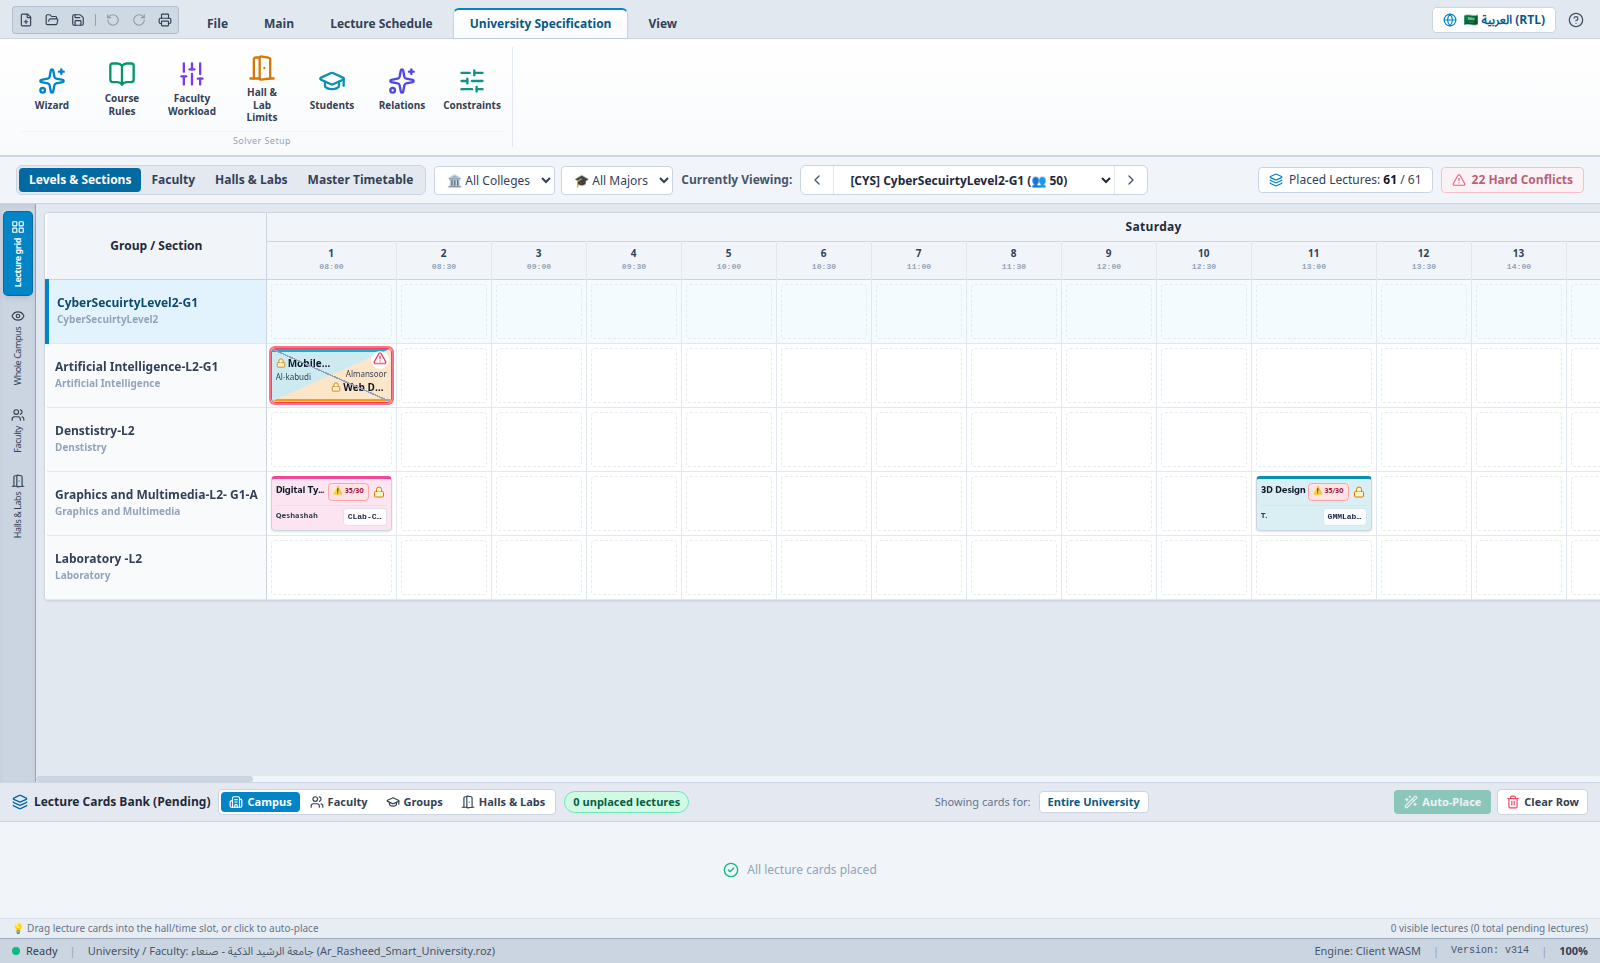 File
Main
Lecture Schedule
University Specification
View
العربية (RTL)
Wizard
Course Rules
Faculty Workload
Hall & Lab Limits
Students
Relations
Constraints
Solver Setup
Levels & Sections
Faculty
Halls & Labs
Master Timetable
All Colleges
All Majors
Currently Viewing:
[CYS] CyberSecuirtyLevel2-G1 (👥 50)
Placed Lectures: 61 / 61
22 Hard Conflicts
Lecture grid
Whole Campus
Faculty
Halls & Labs
Group / Section
Saturday
1 2 3 4 5 6 7 8 9 10 11 12 13
08:00 08:30 09:00 09:30 10:00 10:30 11:00 11:30 12:00 12:30 13:00 13:30 14:00
CyberSecuirtyLevel2-G1
CyberSecuirtyLevel2
Artificial Intelligence-L2-G1
Artificial Intelligence
Mobile...
Al-kabudi
Almansoor
Web D...
Denstistry-L2
Denstistry
Graphics and Multimedia-L2- G1-A
Graphics and Multimedia
Digital Ty... ⚠ 35/30
Qeshashah CLab-C...
3D Design ⚠ 35/30
T. GMMLab...
Laboratory -L2
Laboratory
Lecture Cards Bank (Pending)
Campus
Faculty
Groups
Halls & Labs
0 unplaced lectures
Showing cards for:
Entire University
Auto-Place
Clear Row
All lecture cards placed
💡 Drag lecture cards into the hall/time slot, or click to auto-place
0 visible lectures (0 total pending lectures)
Ready
University / Faculty: جامعة الرشيد الذكية - صنعاء (Ar_Rasheed_Smart_University.roz)
Engine: Client WASM
Version: v314
100%